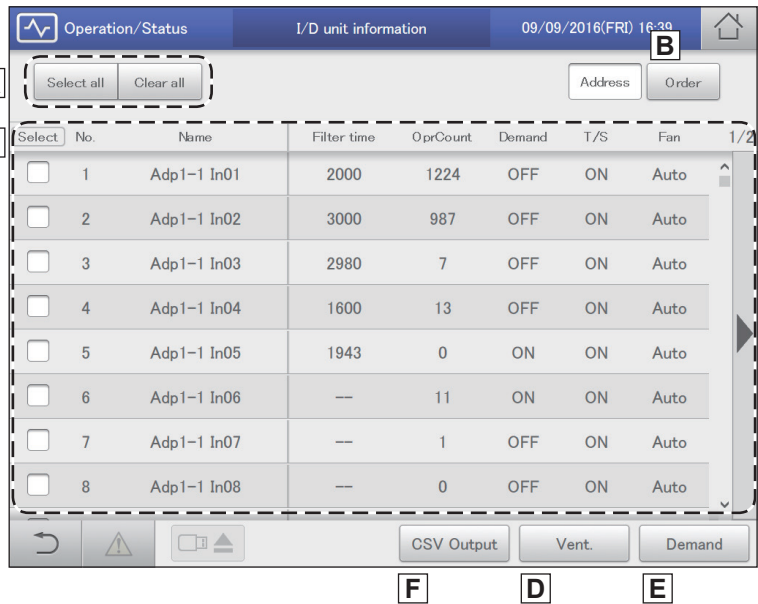 Operation/Status I/D unit information 09/09/2016(FRI) 16:39
B
Select all Clear all Address Order
Select No. Name Filter time OprCount Demand T/S Fan 1/2
1 Adp1-1 In01 2000 1224 OFF ON Auto
2 Adp1-1 In02 3000 987 OFF ON Auto
3 Adp1-1 In03 2980 7 OFF ON Auto
4 Adp1-1 In04 1600 13 OFF ON Auto
5 Adp1-1 In05 1943 0 ON ON Auto
6 Adp1-1 In06 -- 11 ON ON Auto
7 Adp1-1 In07 -- 1 OFF ON Auto
8 Adp1-1 In08 -- 0 OFF ON Auto
CSV Output Vent. Demand
F D E